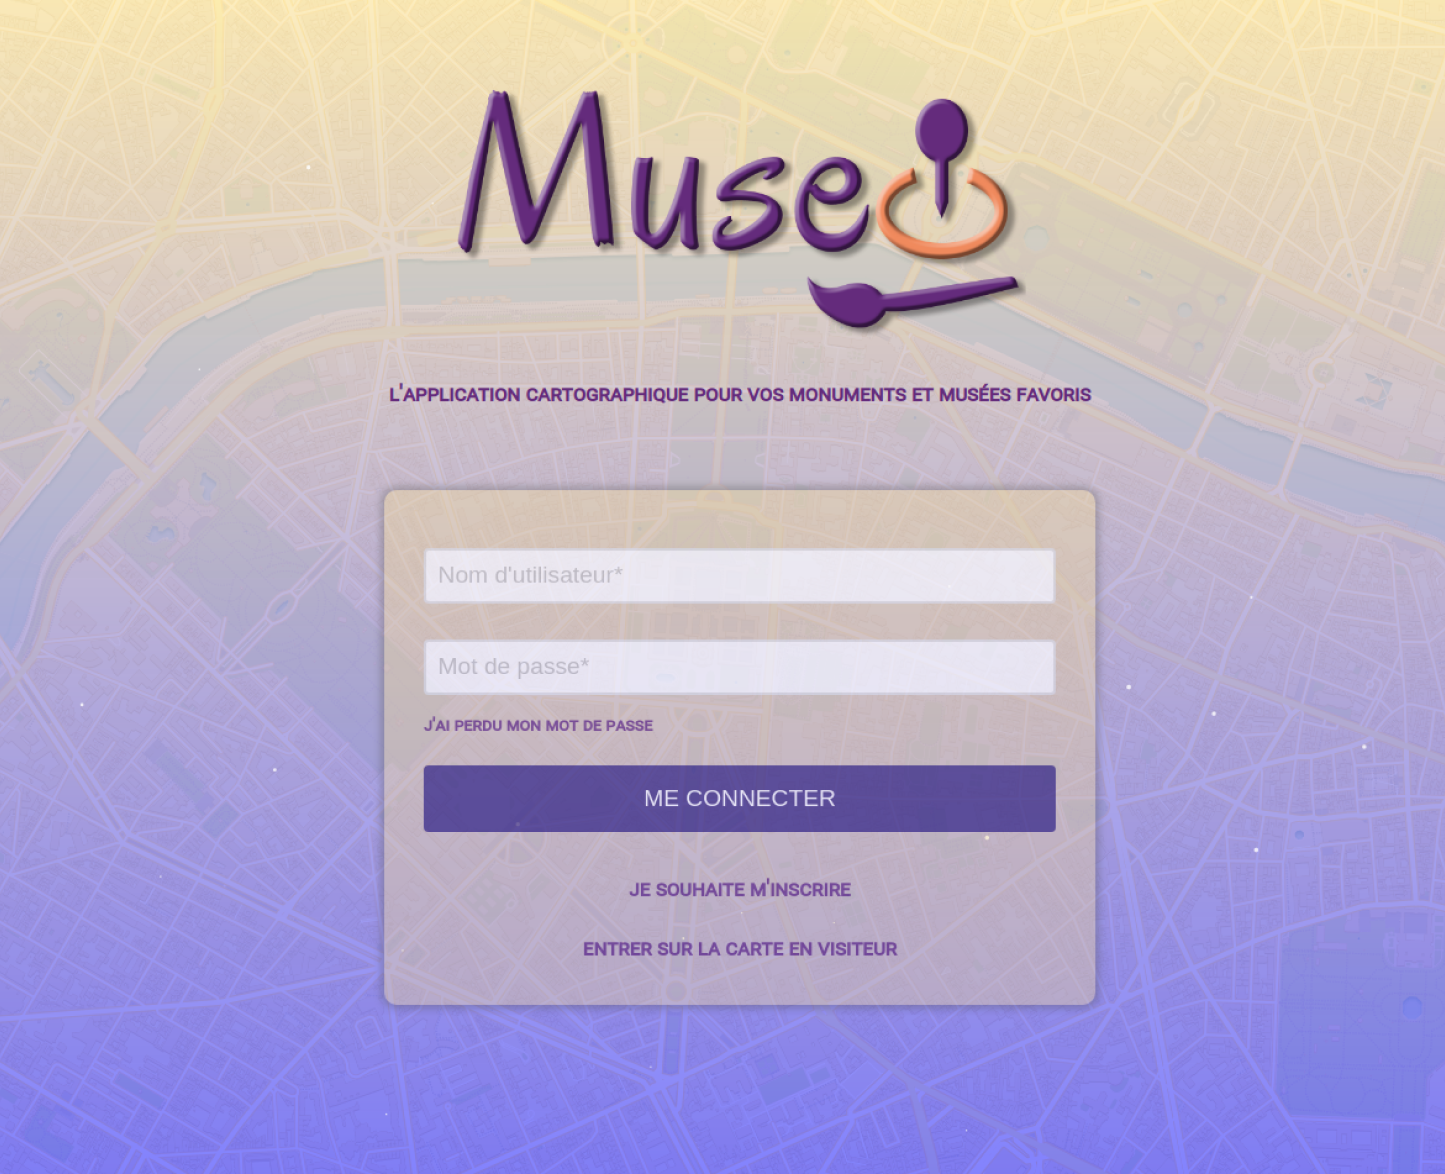 Museo
L'APPLICATION CARTOGRAPHIQUE POUR VOS MONUMENTS ET MUSÉES FAVORIS
Nom d'utilisateur*
Mot de passe*
J'AI PERDU MON MOT DE PASSE
ME CONNECTER
JE SOUHAITE M'INSCRIRE
ENTRER SUR LA CARTE EN VISITEUR